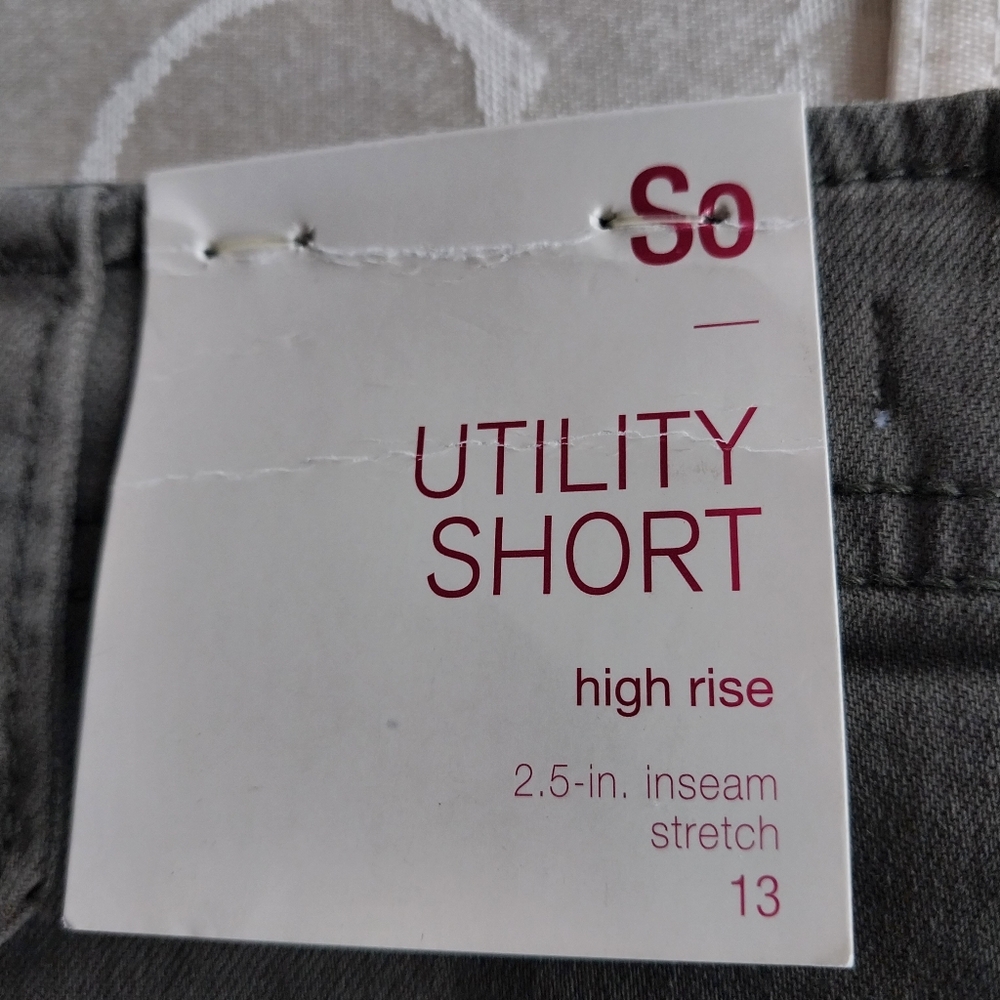 So
UTILITY
SHORT
high rise
2.5-in. inseam
stretch
13